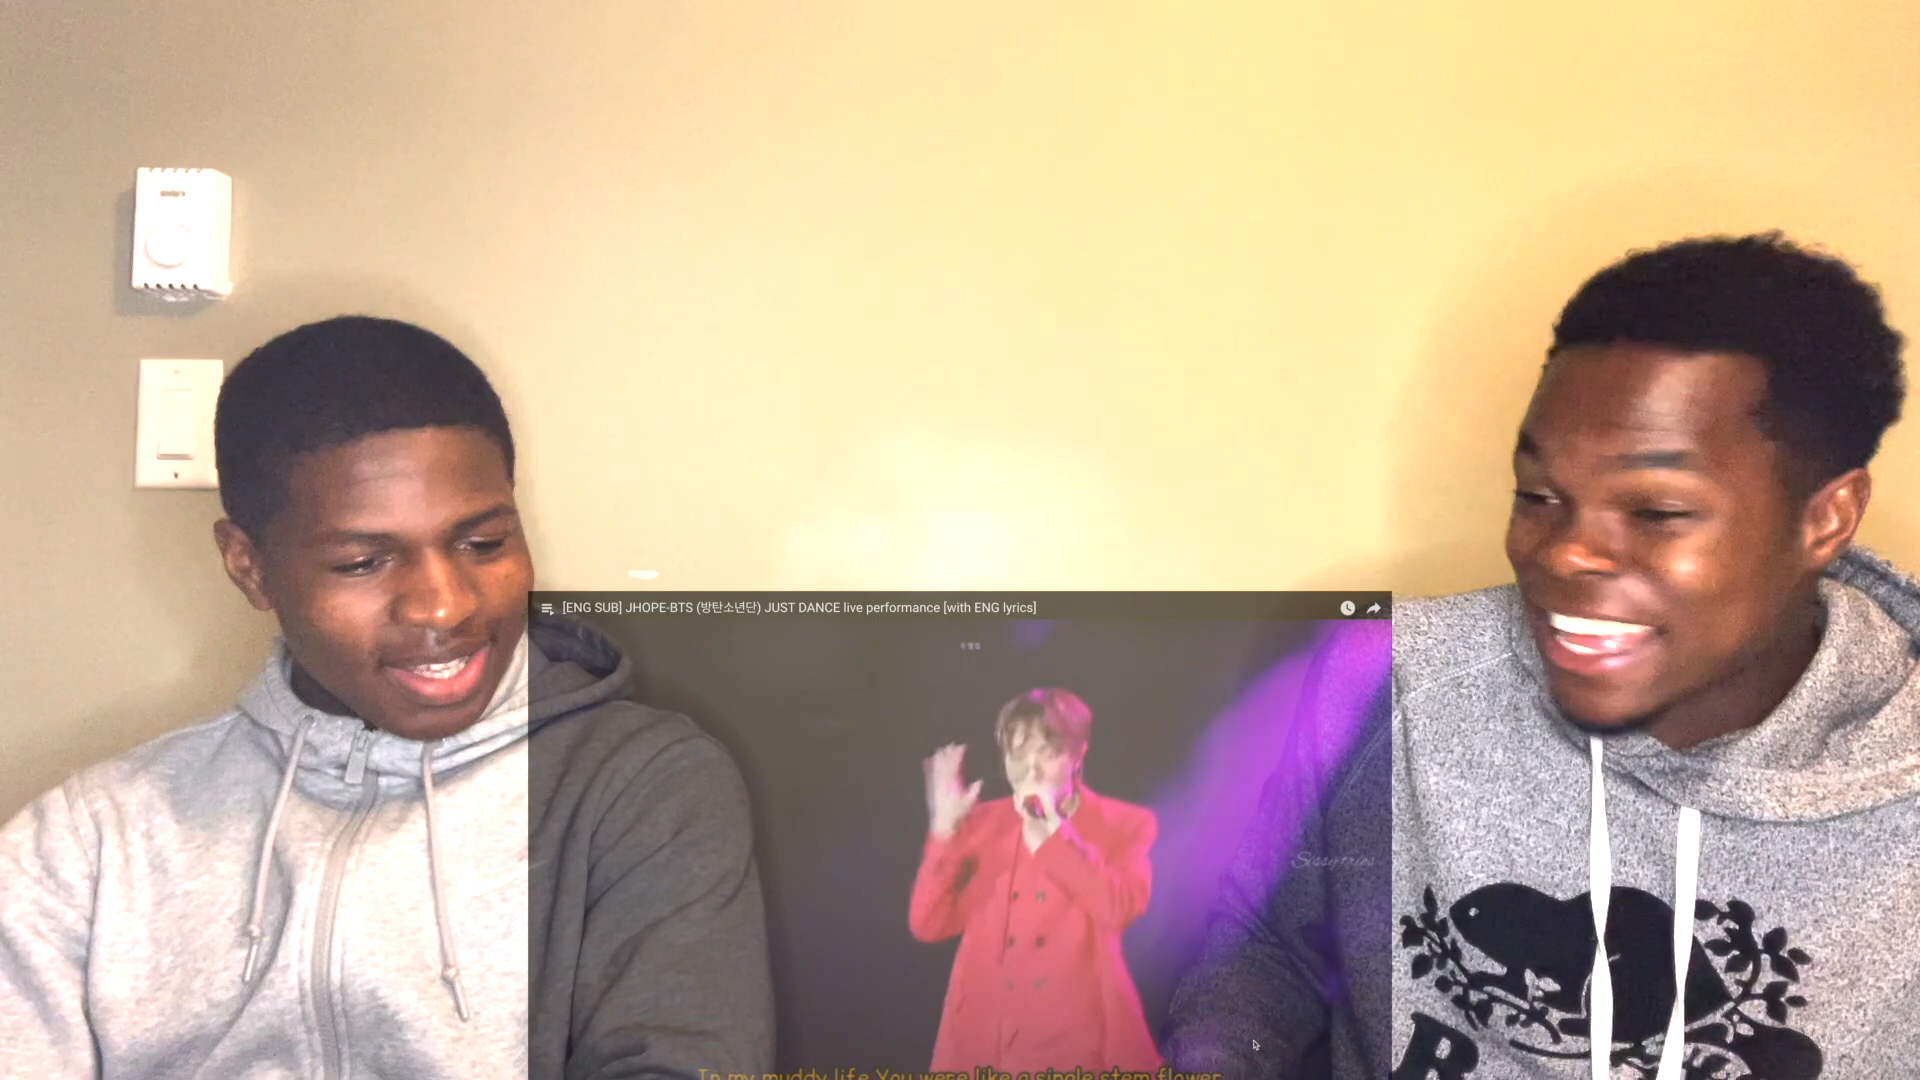 [ENG SUB] JHOPE-BTS (방탄소년단) JUST DANCE live performance [with ENG lyrics]
Sissytries
In my muddy life You were like a single stem flower
R